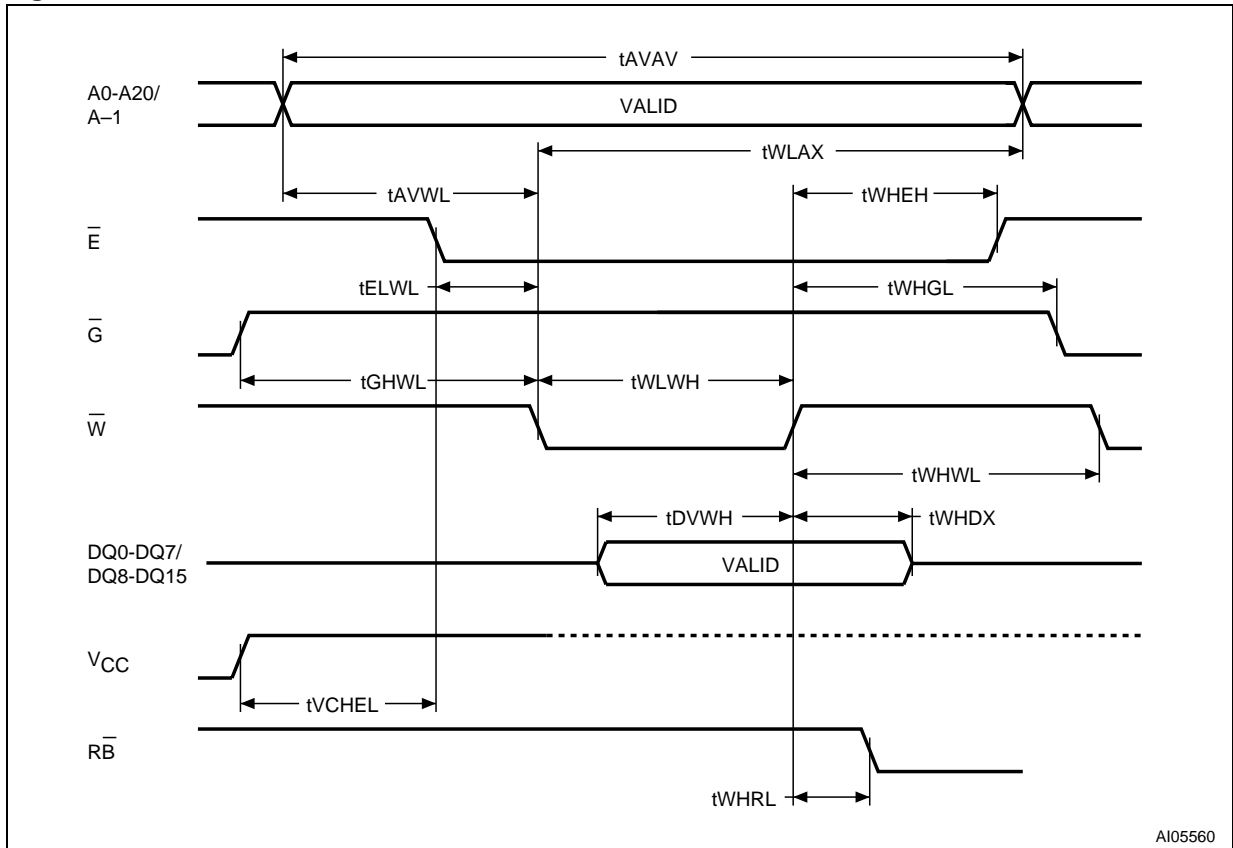 tAVAV
A0-A20/
A–1
VALID
tWLAX
tAVWL
tWHEH
E̅
tELWL
tWHGL
G̅
tGHWL
tWLWH
W̅
tWHWL
tDVWH
tWHDX
DQ0-DQ7/
DQ8-DQ15
VALID
VCC
tVCHEL
RB̅
tWHRL
AI05560